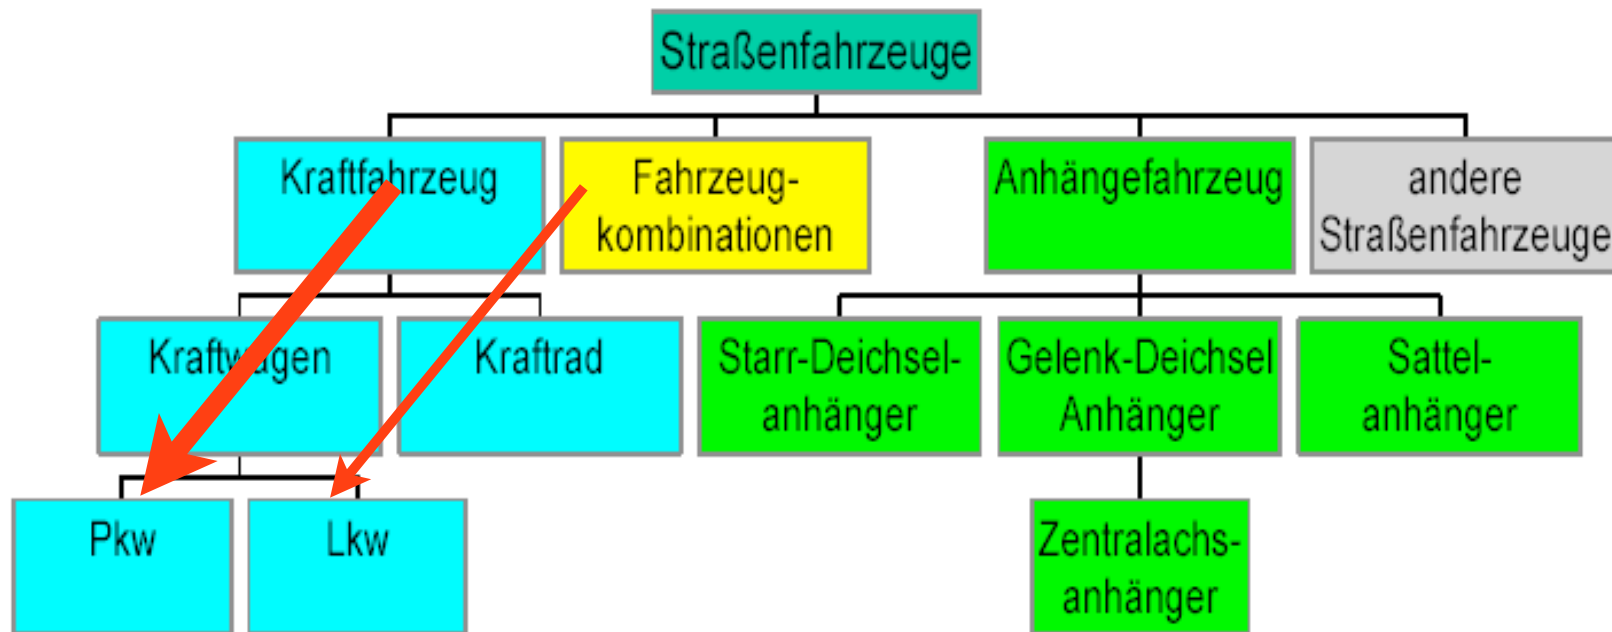 Straßenfahrzeuge
Kraftfahrzeug
Fahrzeug-
kombinationen
Anhängefahrzeug
andere
Straßenfahrzeuge
Kraftwagen
Kraftrad
Starr-Deichsel-
anhänger
Gelenk-Deichsel
Anhänger
Sattel-
anhänger
Pkw
Lkw
Zentralachs-
anhänger